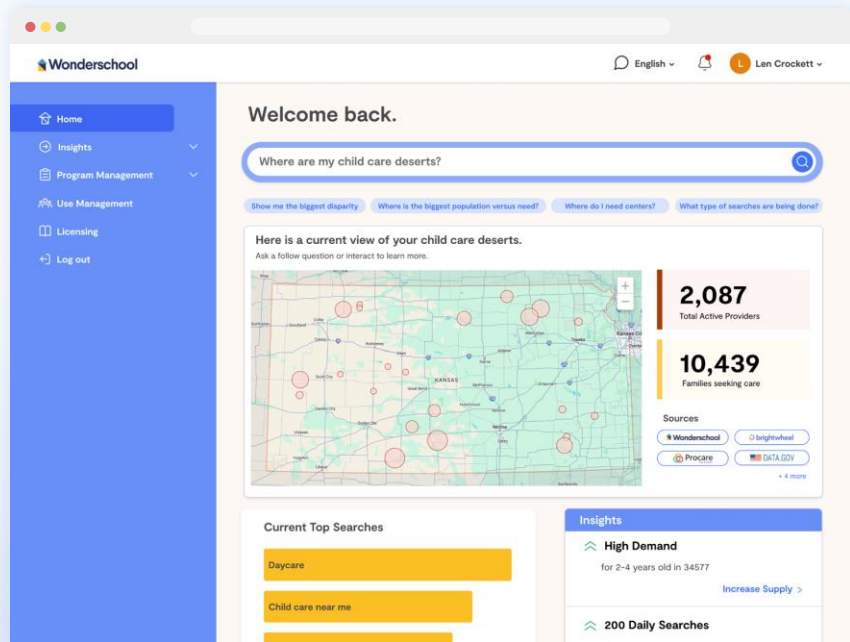 Wonderschool
English
L
Len Crockett
Home
Insights
Program Management
Use Management
Licensing
Log out
Welcome back.
Where are my child care deserts?
Show me the biggest disparity
Where is the biggest population versus need?
Where do I need centers?
What type of searches are being done?
Here is a current view of your child care deserts.
Ask a follow question or interact to learn more.
+
−
KANSAS
2,087
Total Active Providers
10,439
Families seeking care
Sources
Wonderschool
brightwheel
Procare
DATA.GOV
+ 4 more
Current Top Searches
Daycare
Child care near me
Insights
High Demand
for 2-4 years old in 34577
Increase Supply >
200 Daily Searches